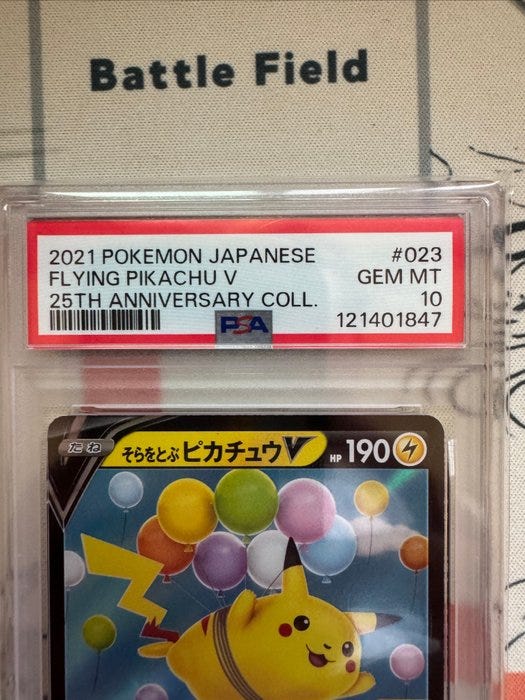 Battle Field
2021 POKEMON JAPANESE #023
FLYING PIKACHU V GEM MT
25TH ANNIVERSARY COLL. 10
PSA 121401847
たね そらをとぶピカチュウV HP 190